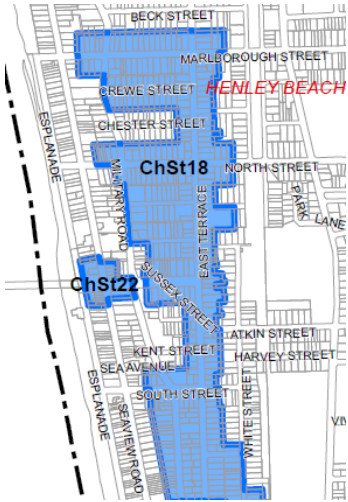 BECK STREET
MARLBOROUGH STREET
CREWE STREET
HENLEY BEACH
ESPLANADE
CHESTER STREET
ChSt18
NORTH STREET
MILITARY ROAD
EAST TERRACE
PARK
LANE
ChSt22
SUSSEX STREET
ATKIN STREET
KENT STREET
HARVEY STREET
SEA AVENUE
ESPLANADE
SOUTH STREET
SEAVIEW ROAD
WHITE STREET